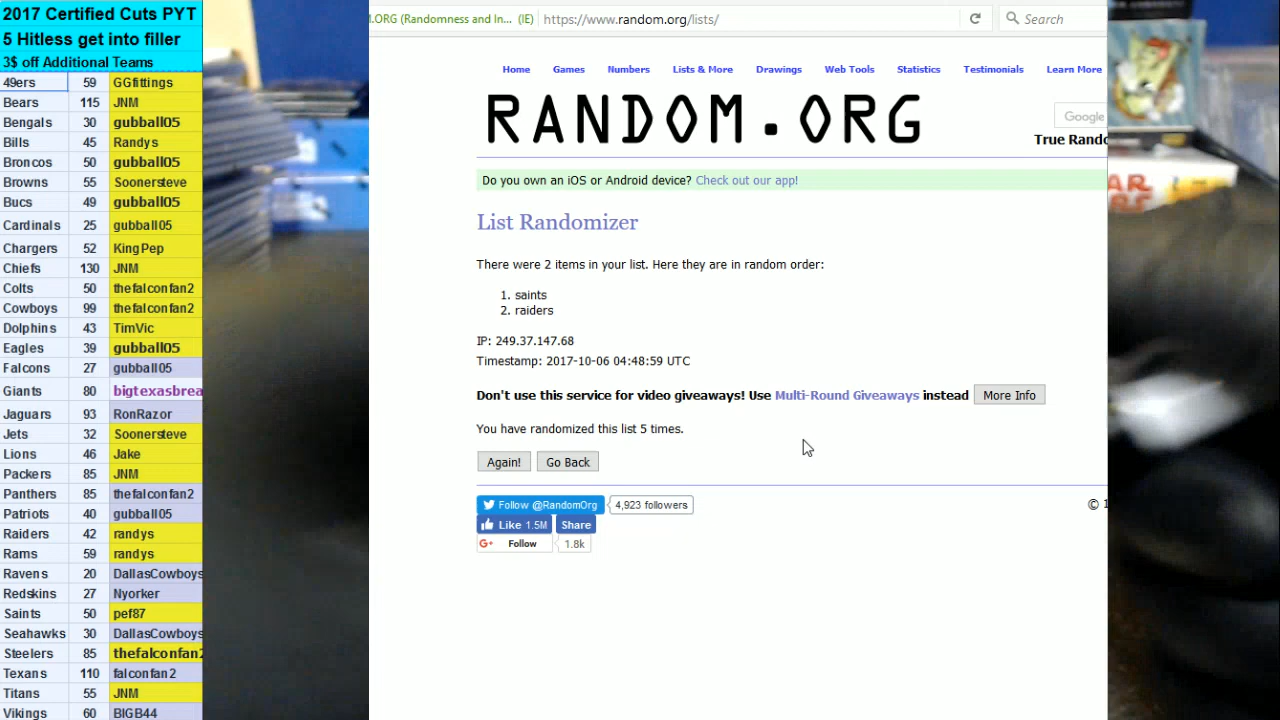 2017 Certified Cuts PYT
5 Hitless get into filler
3$ off Additional Teams
49ers 59 GGfittings
Bears 115 JNM
Bengals 30 gubball05
Bills 45 Randys
Broncos 50 gubball05
Browns 55 Soonersteve
Bucs 49 gubball05
Cardinals 25 gubball05
Chargers 52 KingPep
Chiefs 130 JNM
Colts 50 thefalconfan2
Cowboys 99 thefalconfan2
Dolphins 43 TimVic
Eagles 39 gubball05
Falcons 27 gubball05
Giants 80 bigtexasbrea
Jaguars 93 RonRazor
Jets 32 Soonersteve
Lions 46 Jake
Packers 85 JNM
Panthers 85 thefalconfan2
Patriots 40 gubball05
Raiders 42 randys
Rams 59 randys
Ravens 20 DallasCowboys
Redskins 27 Nyorker
Saints 50 pef87
Seahawks 30 DallasCowboys
Steelers 85 thefalconfan2
Texans 110 falconfan2
Titans 55 JNM
Vikings 60 BIGB44
M.ORG (Randomness and In... (IE) https://www.random.org/lists/
Search
Home Games Numbers Lists & More Drawings Web Tools Statistics Testimonials Learn More
RANDOM.ORG
Google
True Rando
Do you own an iOS or Android device? Check out our app!
List Randomizer
There were 2 items in your list. Here they are in random order:
1. saints
2. raiders
IP: 249.37.147.68
Timestamp: 2017-10-06 04:48:59 UTC
Don't use this service for video giveaways! Use Multi-Round Giveaways instead More Info
You have randomized this list 5 times.
Again! Go Back
Follow @RandomOrg 4,923 followers
Like 1.5M Share
G+ Follow 1.8k
© 1